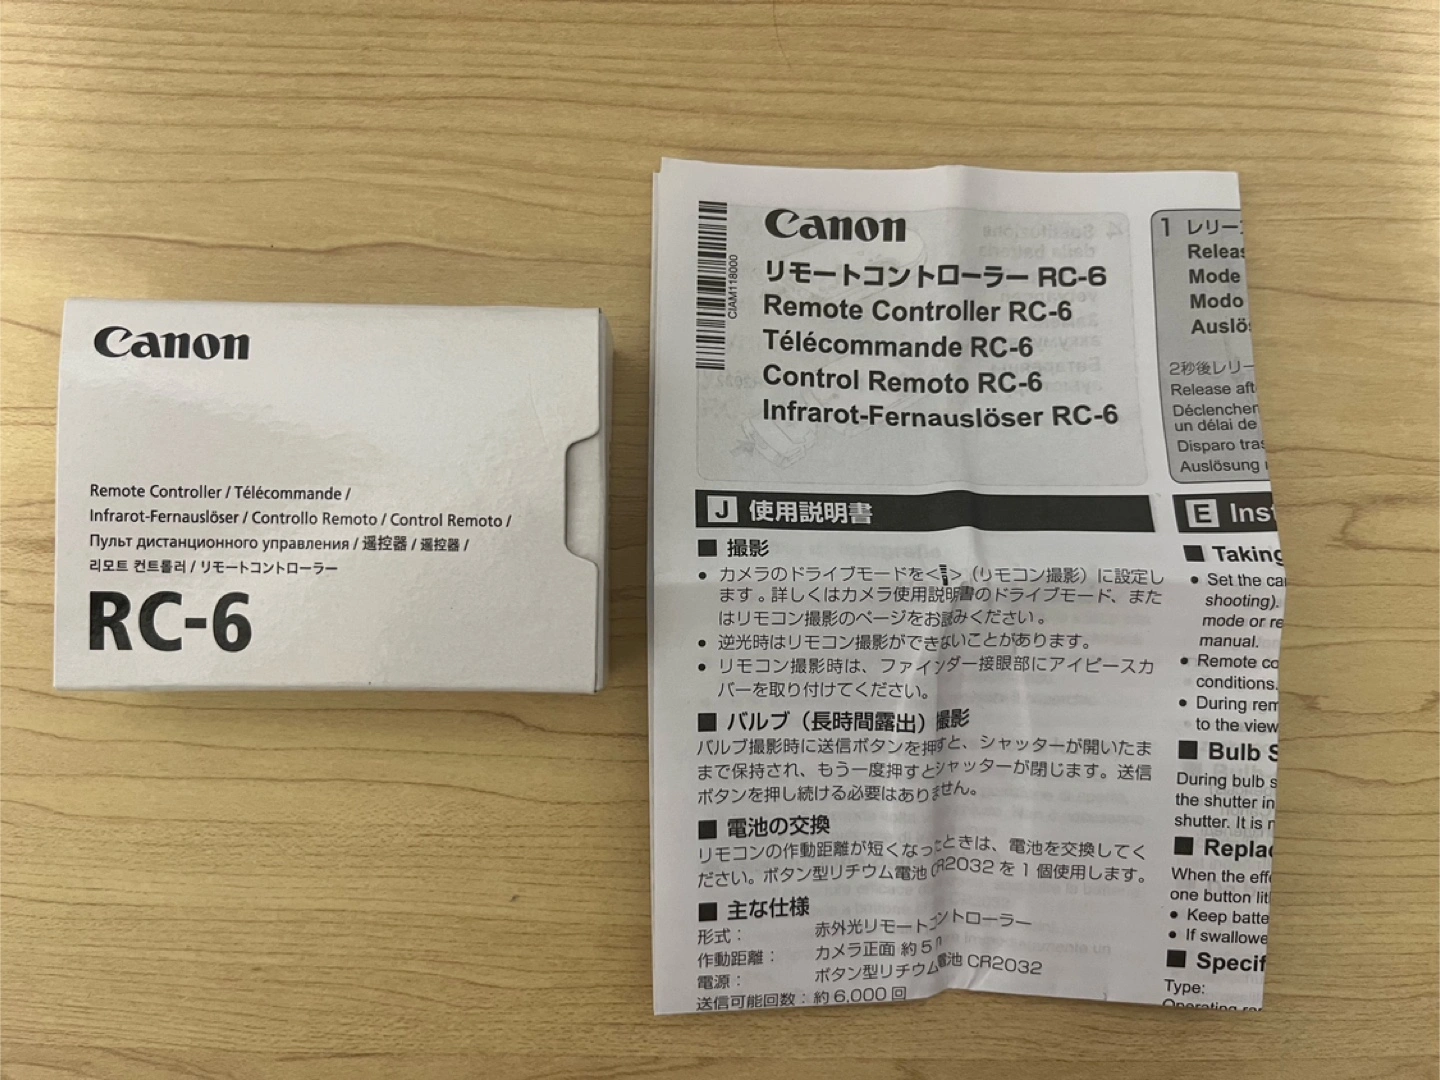 Canon
Remote Controller / Télécommande /
Infrarot-Fernauslöser / Controllo Remoto / Control Remoto /
Пульт дистанционного управления / 遥控器 / 遙控器 /
리모트 컨트롤러 / リモートコントローラー
RC-6
CIAM118000
Canon
リモートコントローラー RC-6
Remote Controller RC-6
Télécommande RC-6
Control Remoto RC-6
Infrarot-Fernauslöser RC-6
J 使用説明書
■ 撮影
● カメラのドライブモードを< >(リモコン撮影)に設定し
ます。詳しくはカメラ使用説明書のドライブモード、また
はリモコン撮影のページをお試みください。
● 逆光時はリモコン撮影ができないことがあります。
● リモコン撮影時は、ファインダー接眼部にアイピースカ
バーを取り付けてください。
■ バルブ(長時間露出)撮影
バルブ撮影時に送信ボタンを押すと、シャッターが開いたま
まで保持され、もう一度押すとシャッターが閉じます。送信
ボタンを押し続ける必要はありません。
■ 電池の交換
リモコンの作動距離が短くなったときは、電池を交換してく
ださい。ボタン型リチウム電池 CR2032 を 1 個使用します。
■ 主な仕様
形式: 赤外光リモートコントローラー
作動距離: カメラ正面 約5
電源: ボタン型リチウム電池 CR2032
送信可能回数: 約6,000 回
1 レリー
Releas
Mode
Modo
Auslö
2秒後レリー
Release aft
Déclencher
un délai de
Disparo tra
Auslösung
E Inst
■ Taking
● Set the ca
shooting).
mode or re
manual.
● Remote co
conditions.
● During rem
to the view
■ Bulb S
During bulb s
the shutter in
shutter. It is n
■ Replac
When the effe
one button lit
● Keep batte
● If swallowe
■ Specif
Type:
Operating ra